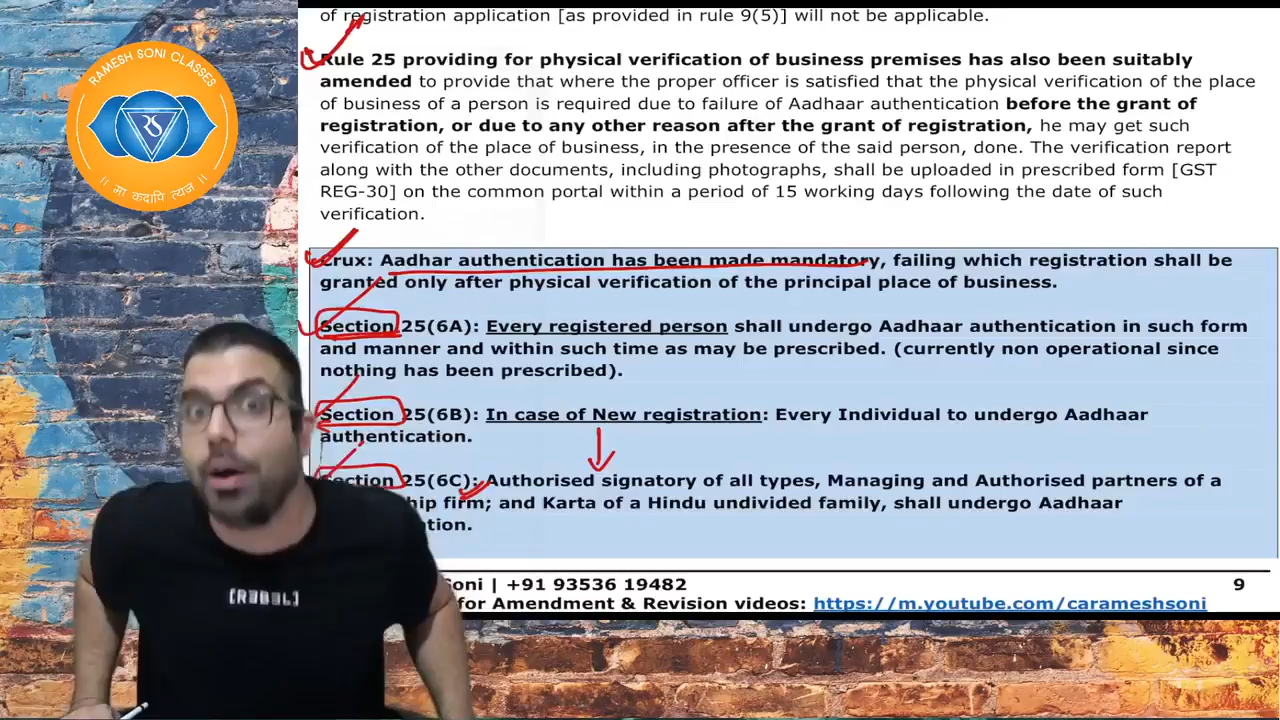 of registration application [as provided in rule 9(5)] will not be applicable.
RAMESH SONI CLASSES
RS
|| मा कदापि त्यज ||
Rule 25 providing for physical verification of business premises has also been suitably
amended to provide that where the proper officer is satisfied that the physical verification of the place
of business of a person is required due to failure of Aadhaar authentication before the grant of
registration, or due to any other reason after the grant of registration, he may get such
verification of the place of business, in the presence of the said person, done. The verification report
along with the other documents, including photographs, shall be uploaded in prescribed form [GST
REG-30] on the common portal within a period of 15 working days following the date of such
verification.
Crux: Aadhar authentication has been made mandatory, failing which registration shall be
granted only after physical verification of the principal place of business.
Section 25(6A): Every registered person shall undergo Aadhaar authentication in such form
and manner and within such time as may be prescribed. (currently non operational since
nothing has been prescribed).
Section 25(6B): In case of New registration: Every Individual to undergo Aadhaar
authentication.
Section 25(6C): Authorised signatory of all types, Managing and Authorised partners of a
firm; and Karta of a Hindu undivided family, shall undergo Aadhaar
Soni | +91 93536 19482
9
for Amendment & Revision videos: https://m.youtube.com/carameshsoni